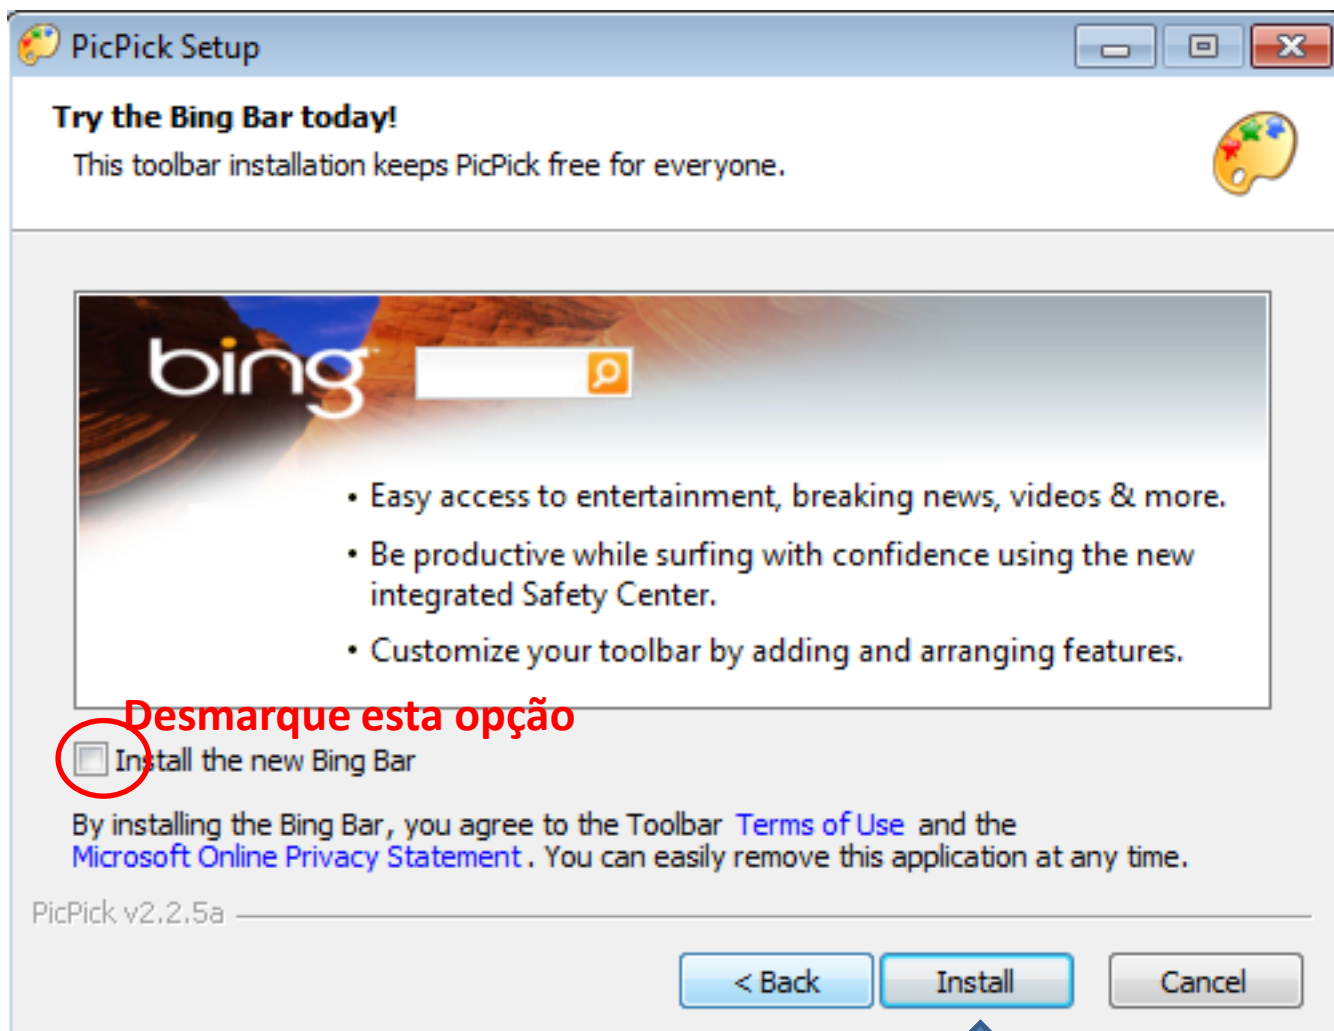 PicPick Setup
Try the Bing Bar today!
This toolbar installation keeps PicPick free for everyone.
bing
• Easy access to entertainment, breaking news, videos & more.
• Be productive while surfing with confidence using the new
integrated Safety Center.
• Customize your toolbar by adding and arranging features.
Desmarque esta opção
Install the new Bing Bar
By installing the Bing Bar, you agree to the Toolbar Terms of Use and the
Microsoft Online Privacy Statement . You can easily remove this application at any time.
PicPick v2.2.5a
< Back Install Cancel